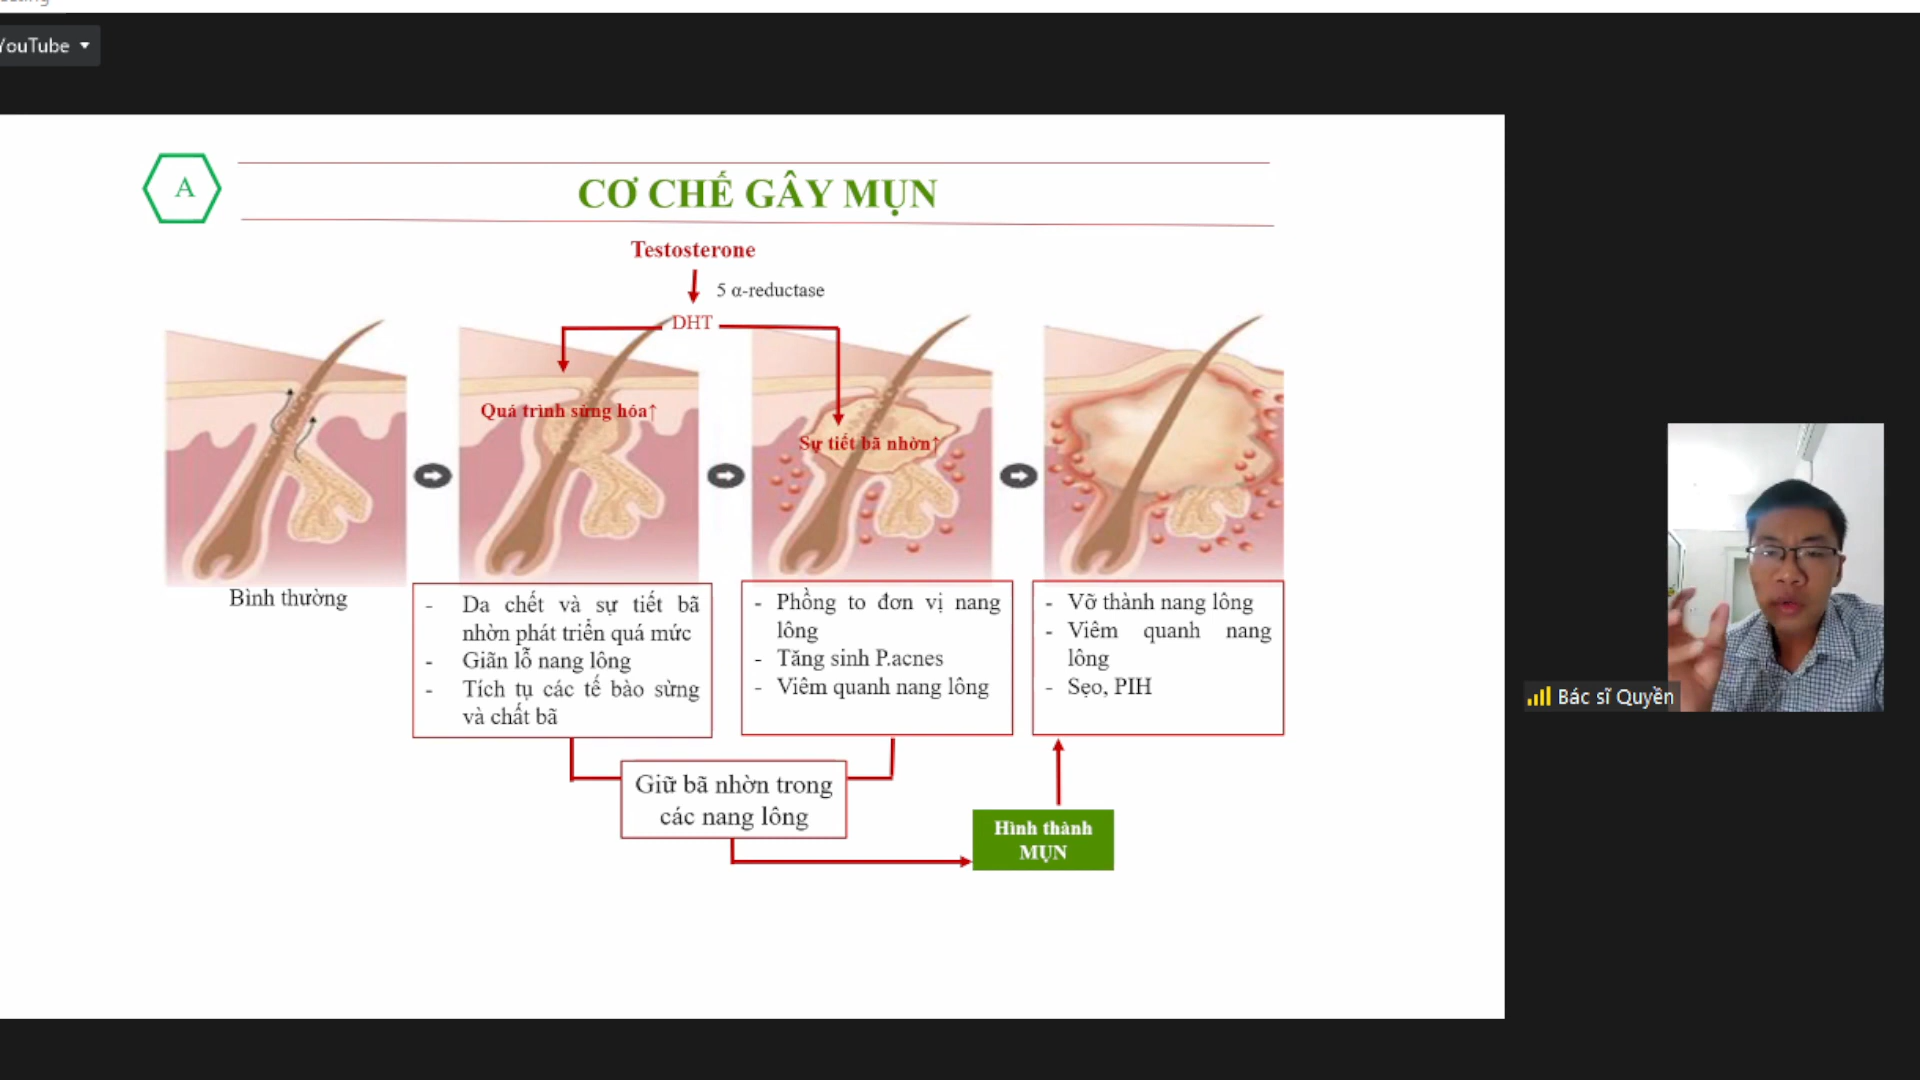 YouTube
A
CƠ CHẾ GÂY MỤN
Testosterone
5 α-reductase
DHT
Quá trình sừng hóa↑
Sự tiết bã nhờn↑
Bình thường
- Da chết và sự tiết bã
nhờn phát triển quá mức
- Giãn lỗ nang lông
- Tích tụ các tế bào sừng
và chất bã
- Phồng to đơn vị nang
lông
- Tăng sinh P.acnes
- Viêm quanh nang lông
- Vỡ thành nang lông
- Viêm quanh nang
lông
- Sẹo, PIH
Giữ bã nhờn trong
các nang lông
Hình thành
MỤN
Bác sĩ Quyền